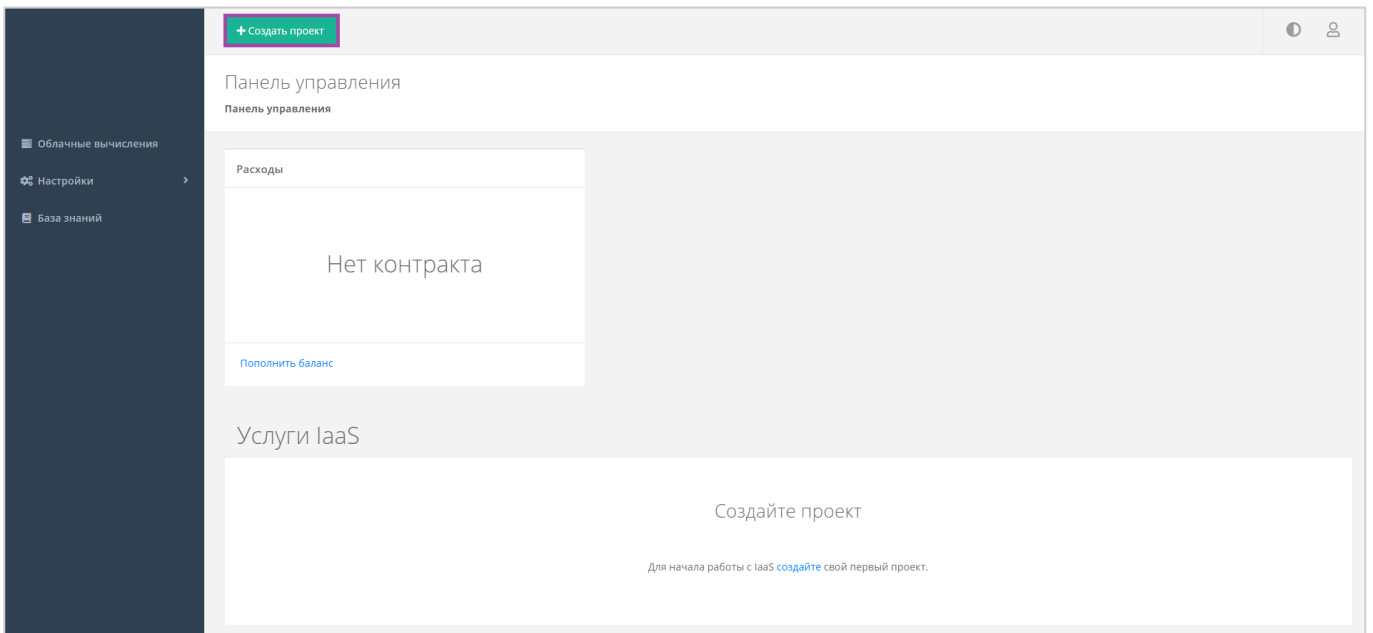 + Создать проект
Панель управления
Панель управления
Облачные вычисления
Настройки
База знаний
Расходы
Нет контракта
Пополнить баланс
Услуги IaaS
Создайте проект
Для начала работы с IaaS создайте свой первый проект.